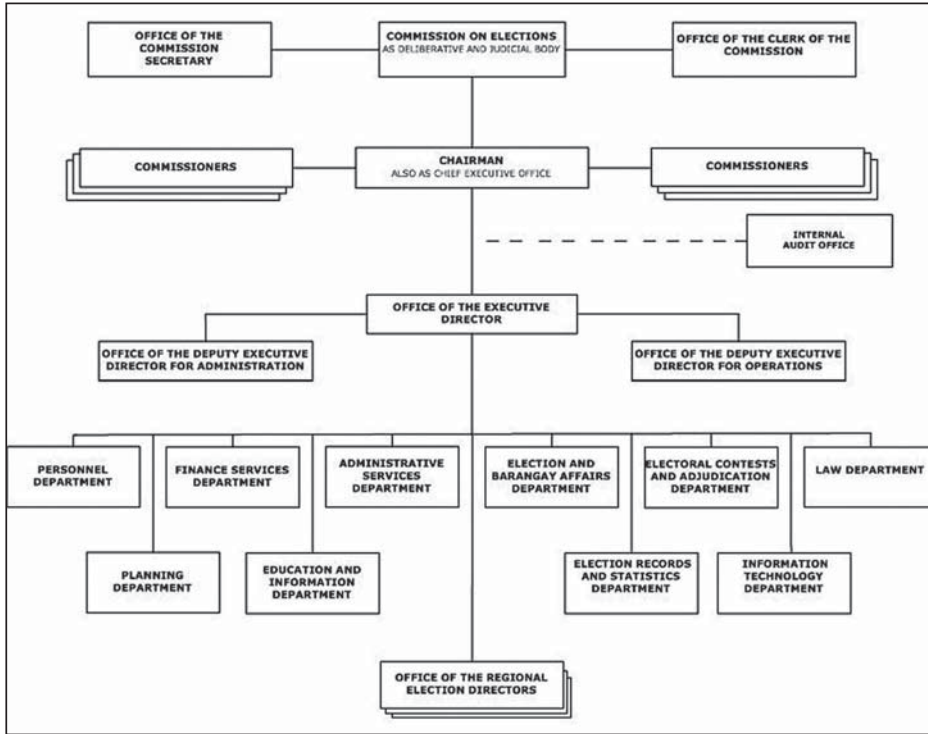 OFFICE OF THE
COMMISSION
SECRETARY
COMMISSION ON ELECTIONS
AS DELIBERATIVE AND JUDICIAL BODY
OFFICE OF THE CLERK OF THE
COMMISSION
COMMISSIONERS
CHAIRMAN
ALSO AS CHIEF EXECUTIVE OFFICE
COMMISSIONERS
INTERNAL
AUDIT OFFICE
OFFICE OF THE EXECUTIVE
DIRECTOR
OFFICE OF THE DEPUTY EXECUTIVE
DIRECTOR FOR ADMINISTRATION
OFFICE OF THE DEPUTY EXECUTIVE
DIRECTOR FOR OPERATIONS
PERSONNEL
DEPARTMENT
FINANCE SERVICES
DEPARTMENT
ADMINISTRATIVE
SERVICES
DEPARTMENT
ELECTION AND
BARANGAY AFFAIRS
DEPARTMENT
ELECTORAL CONTESTS
AND ADJUDICATION
DEPARTMENT
LAW DEPARTMENT
PLANNING
DEPARTMENT
EDUCATION AND
INFORMATION
DEPARTMENT
ELECTION RECORDS
AND STATISTICS
DEPARTMENT
INFORMATION
TECHNOLOGY
DEPARTMENT
OFFICE OF THE REGIONAL
ELECTION DIRECTORS